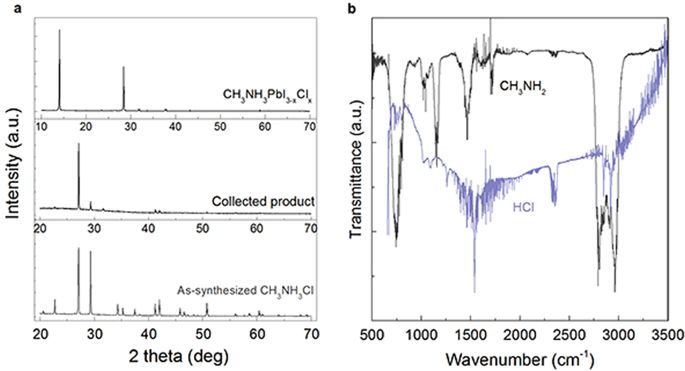 a
Intensity (a.u.)
CH3NH3PbI3-xClx
10 20 30 40 50 60 70
Collected product
20 30 40 50 60 70
As-synthesized CH3NH3Cl
20 30 40 50 60 70
2 theta (deg)
b
Transmittance (a.u.)
CH3NH2
HCl
500 1000 1500 2000 2500 3000 3500
Wavenumber (cm-1)